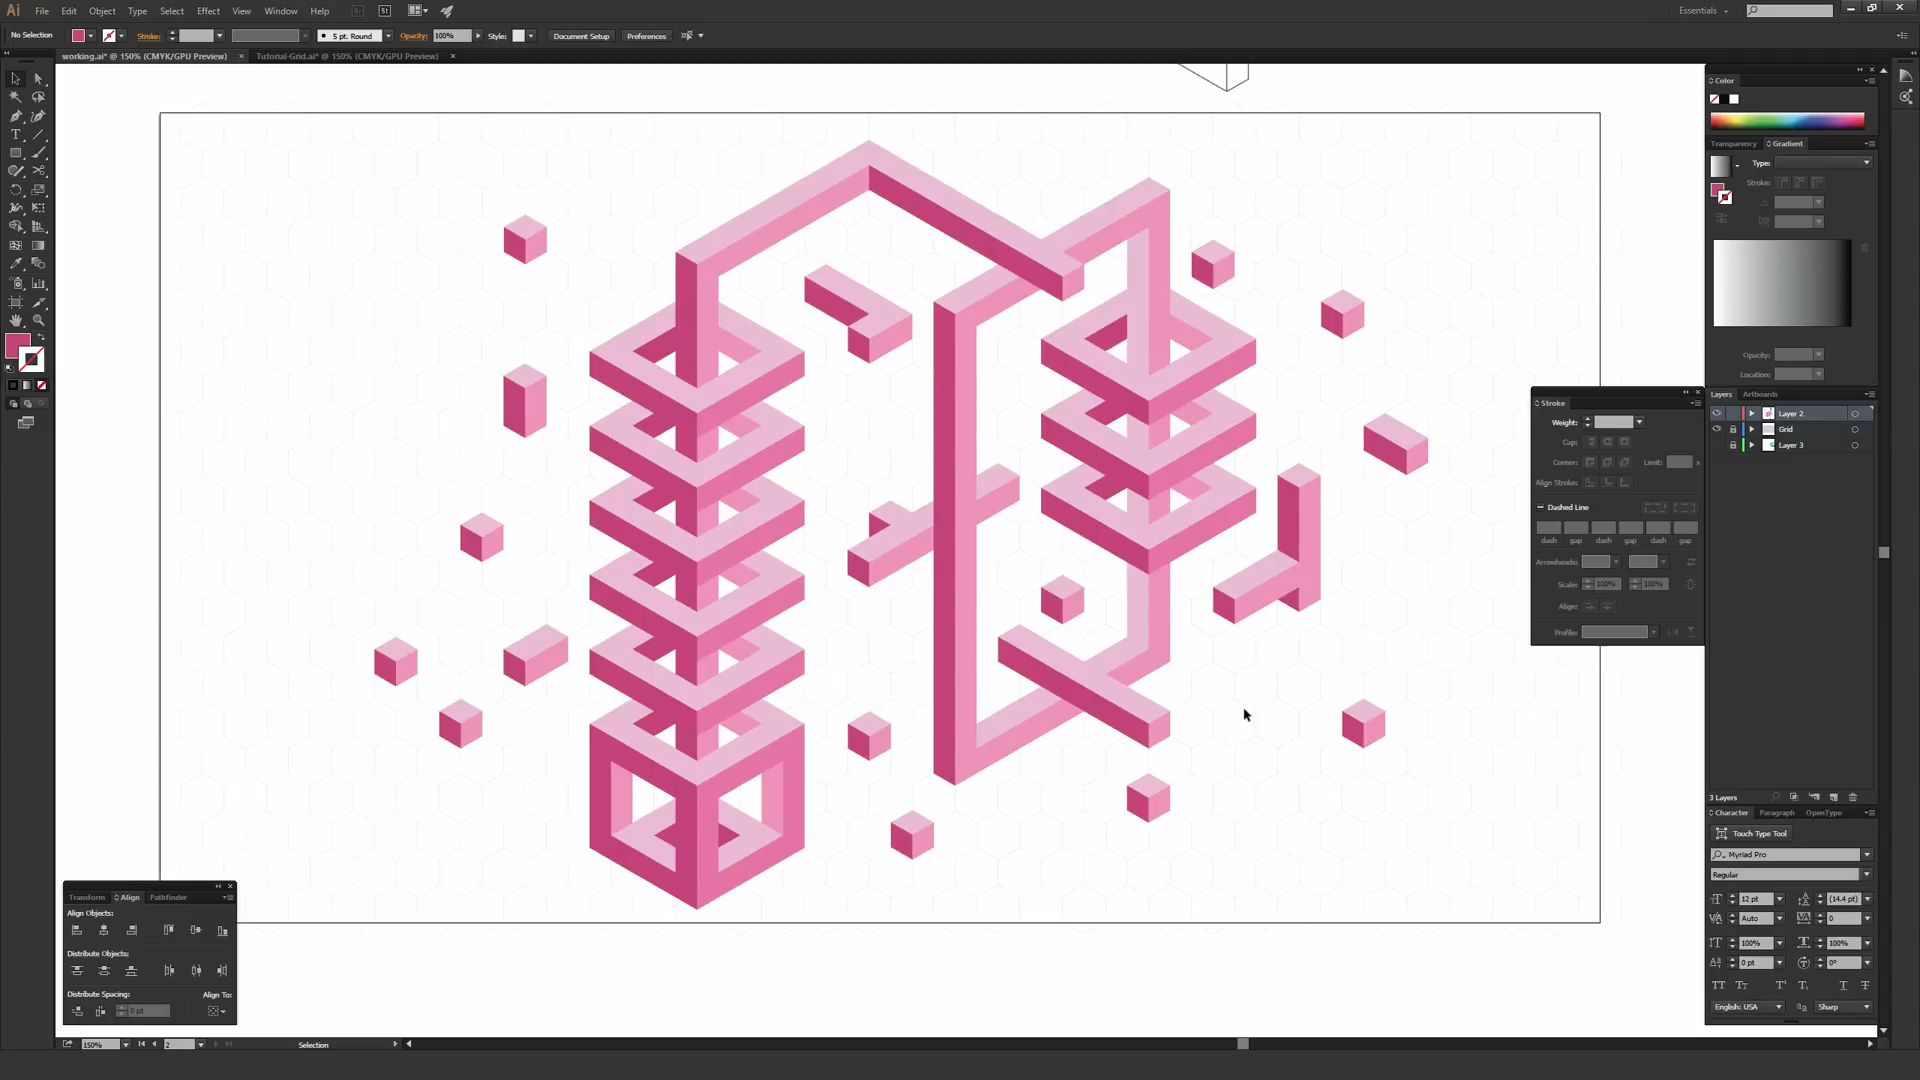 Ai File Edit Object Type Select Effect View Window Help Br St Essentials
No Selection Stroke: 5 pt. Round Opacity: 100% Style: Document Setup Preferences
working.ai* @ 150% (CMYK/GPU Preview) Tutorial-Grid.ai* @ 150% (CMYK/GPU Preview)
Color
Transparency Gradient
Type:
Stroke:
Opacity:
Location:
Layers Artboards
Layer 2
Grid
Layer 3
3 Layers
Stroke
Weight:
Cap:
Corner: Limit: x
Align Stroke:
Dashed Line
dash gap dash gap dash gap
Arrowheads:
Scale: 100% 100%
Align:
Profile:
Character Paragraph OpenType
Touch Type Tool
Myriad Pro
Regular
12 pt (14.4 pt)
Auto 0
100% 100%
0 pt 0°
English: USA Sharp
Transform Align Pathfinder
Align Objects:
Distribute Objects:
Distribute Spacing: Align To:
0 pt
150% 2 Selection